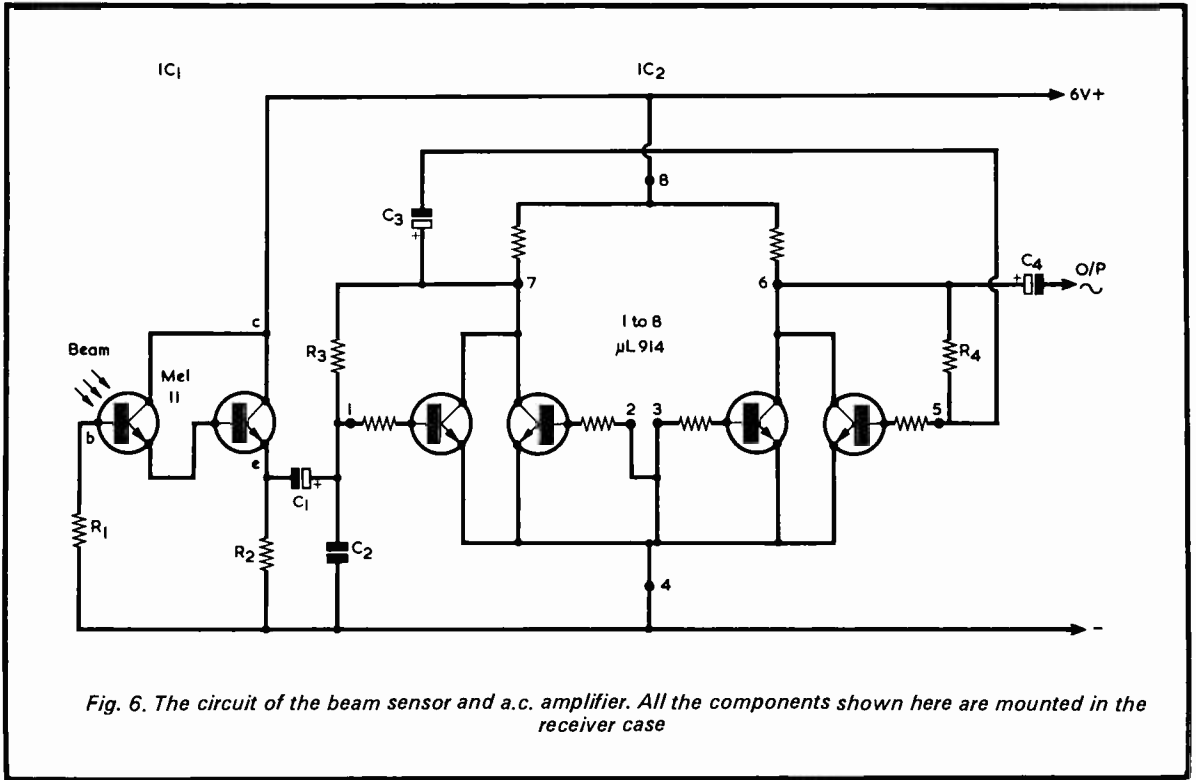 IC1
IC2
6V+
8
C3
+
C4
+
O/P
7
6
1 to 8
μL914
c
Beam
Mel
11
R3
R4
1
2
3
5
b
e
C1
+
R1
R2
C2
4
-
Fig. 6. The circuit of the beam sensor and a.c. amplifier. All the components shown here are mounted in the
receiver case